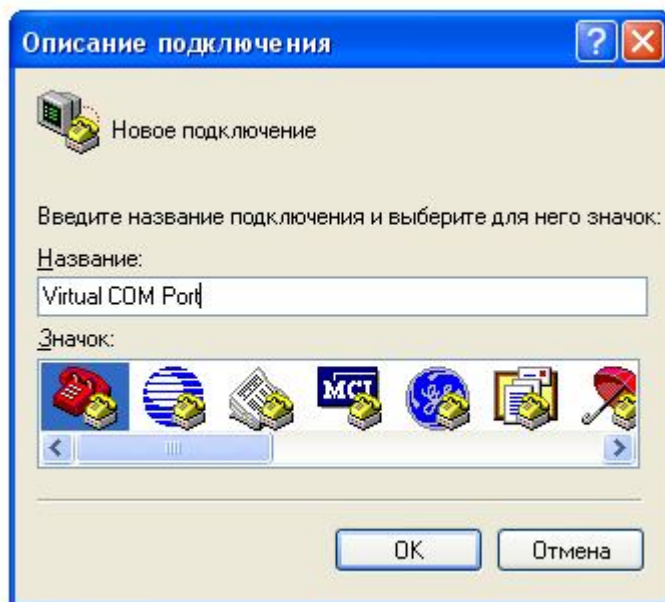 Описание подключения
Новое подключение
Введите название подключения и выберите для него значок:
Название:
Virtual COM Port
Значок:
MCI
OK
Отмена